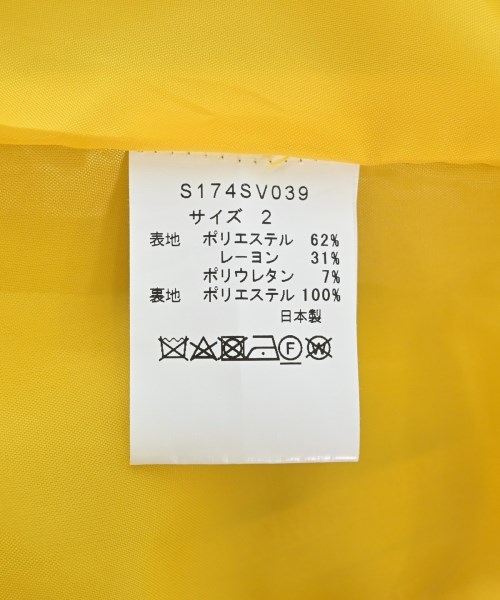 S174SV039
サイズ 2
表地 ポリエステル 62%
レーヨン 31%
ポリウレタン 7%
裏地 ポリエステル 100%
日本製
F W